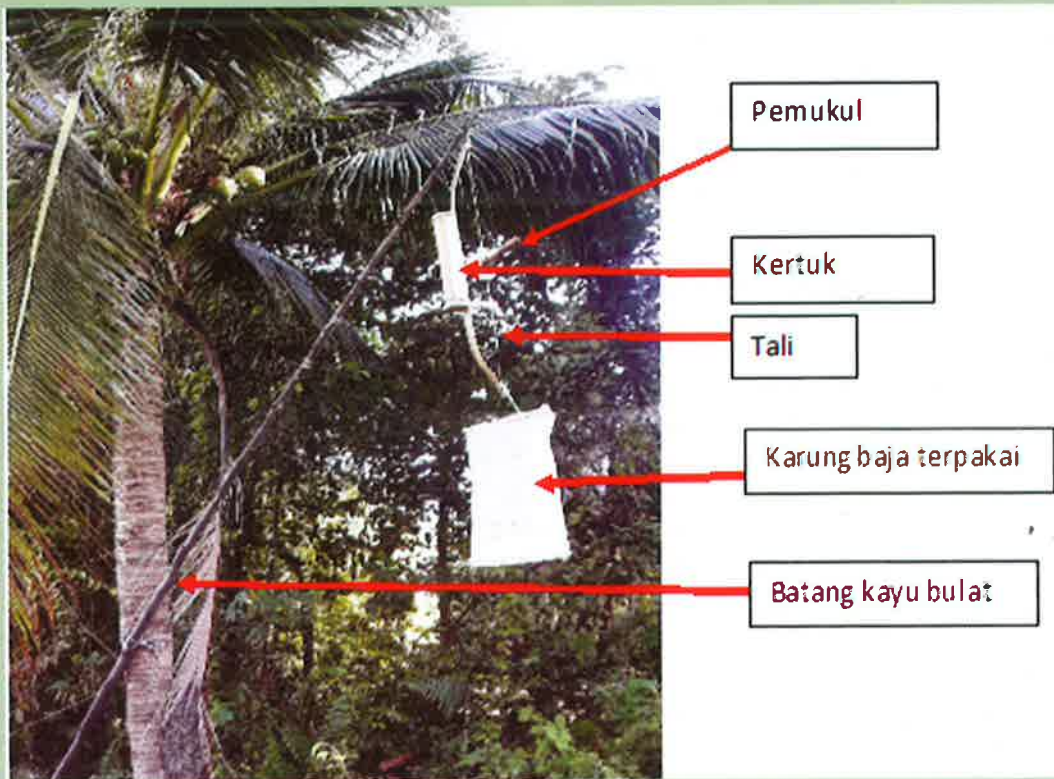 Pemukul
Kertuk
Tali
Karung baja terpakai
Batang kayu bulat